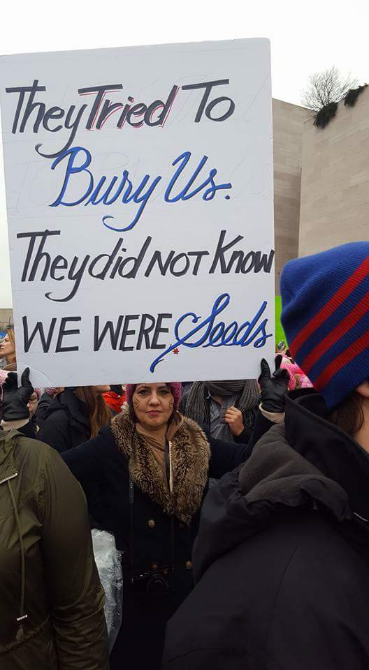 They Tried To
Bury Us.
They did NOT Know
WE WERE Seeds